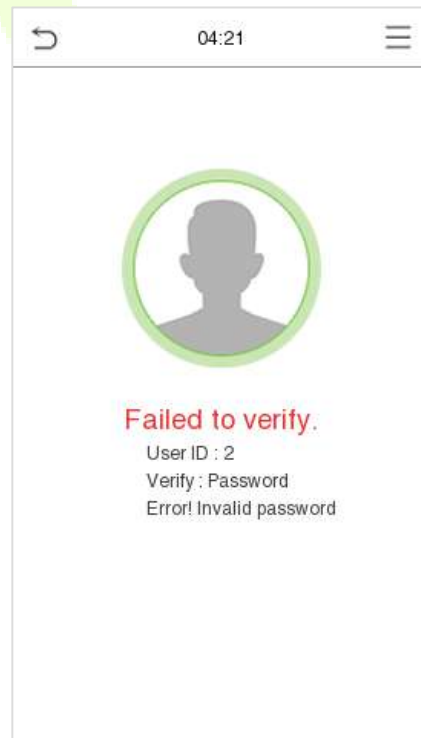 04:21
Failed to verify.
User ID : 2
Verify : Password
Error! Invalid password